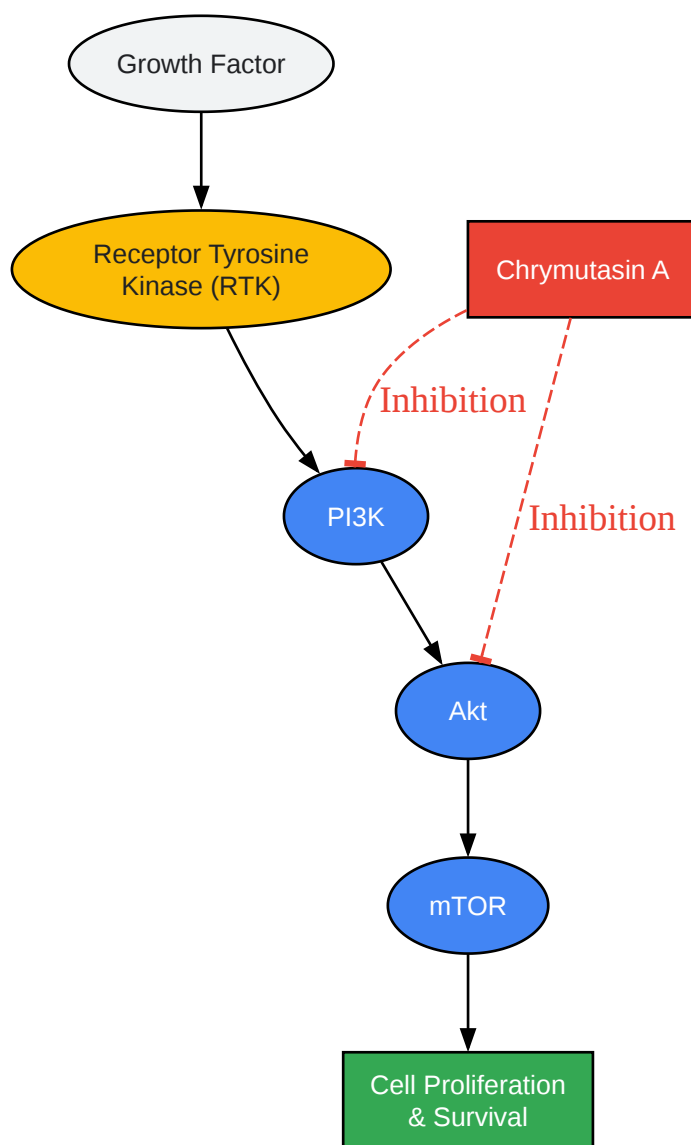 Growth Factor
Receptor Tyrosine
Kinase (RTK)
Chrymutasin A
Inhibition
PI3K
Inhibition
Akt
mTOR
Cell Proliferation
& Survival